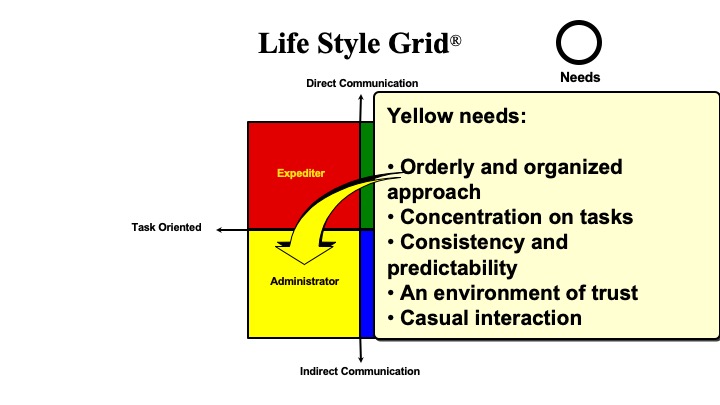 Life Style Grid®
Needs
Direct Communication
Yellow needs:
• Orderly and organized
approach
• Concentration on tasks
• Consistency and
predictability
• An environment of trust
• Casual interaction
Expediter
Task Oriented
Administrator
Indirect Communication